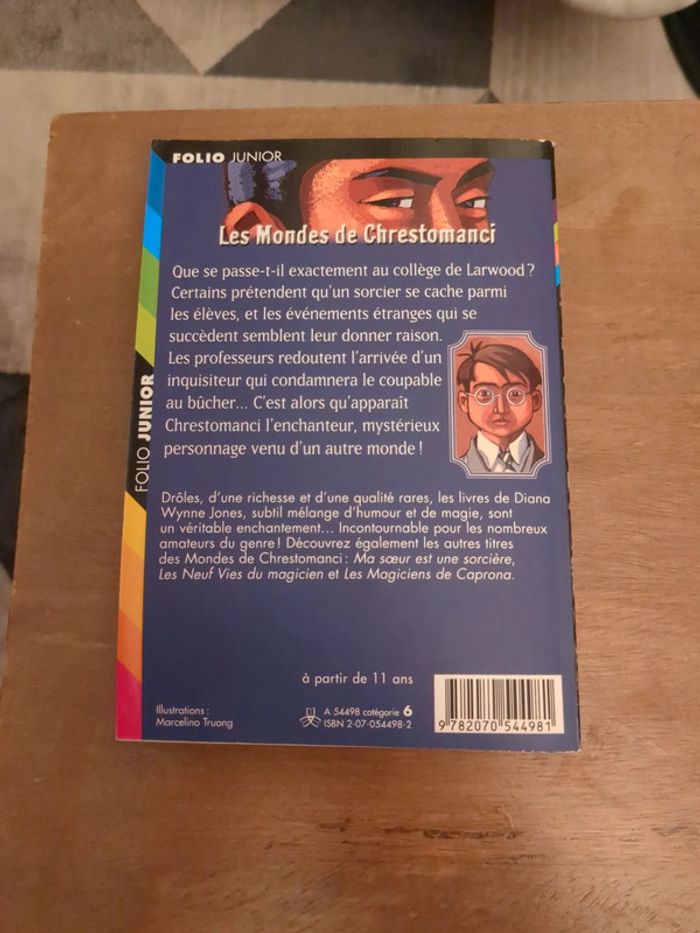 FOLIO JUNIOR
Les Mondes de Chrestomanci
Que se passe-t-il exactement au collège de Larwood ?
Certains prétendent qu'un sorcier se cache parmi
les élèves, et les événements étranges qui se
succèdent semblent leur donner raison.
Les professeurs redoutent l'arrivée d'un
inquisiteur qui condamnera le coupable
au bûcher... C'est alors qu'apparaît
Chrestomanci l'enchanteur, mystérieux
personnage venu d'un autre monde !
FOLIO JUNIOR
Drôles, d'une richesse et d'une qualité rares, les livres de Diana
Wynne Jones, subtil mélange d'humour et de magie, sont
un véritable enchantement... Incontournable pour les nombreux
amateurs du genre ! Découvrez également les autres titres
des Mondes de Chrestomanci : Ma sœur est une sorcière,
Les Neuf Vies du magicien et Les Magiciens de Caprona.
à partir de 11 ans
Illustrations :
Marcelino Truong
A 54498 catégorie 6
ISBN 2-07-054498-2
9 782070 544981